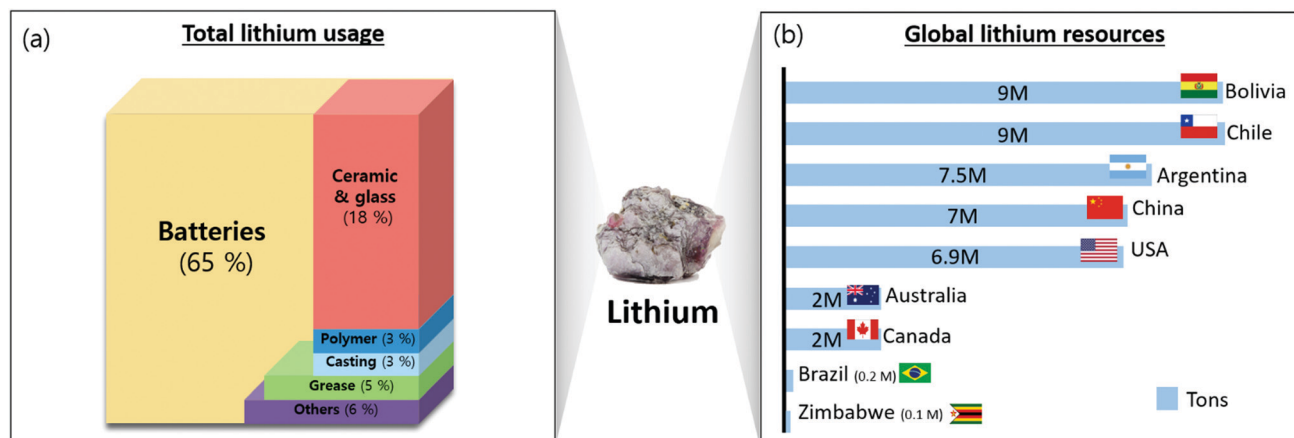 (a)
Total lithium usage
Batteries
(65 %)
Ceramic
& glass
(18 %)
Polymer (3 %)
Casting (3 %)
Grease (5 %)
Others (6 %)
Lithium
(b)
Global lithium resources
9M
Bolivia
9M
Chile
7.5M
Argentina
7M
China
6.9M
USA
2M
Australia
2M
Canada
Brazil (0.2 M)
Zimbabwe (0.1 M)
Tons